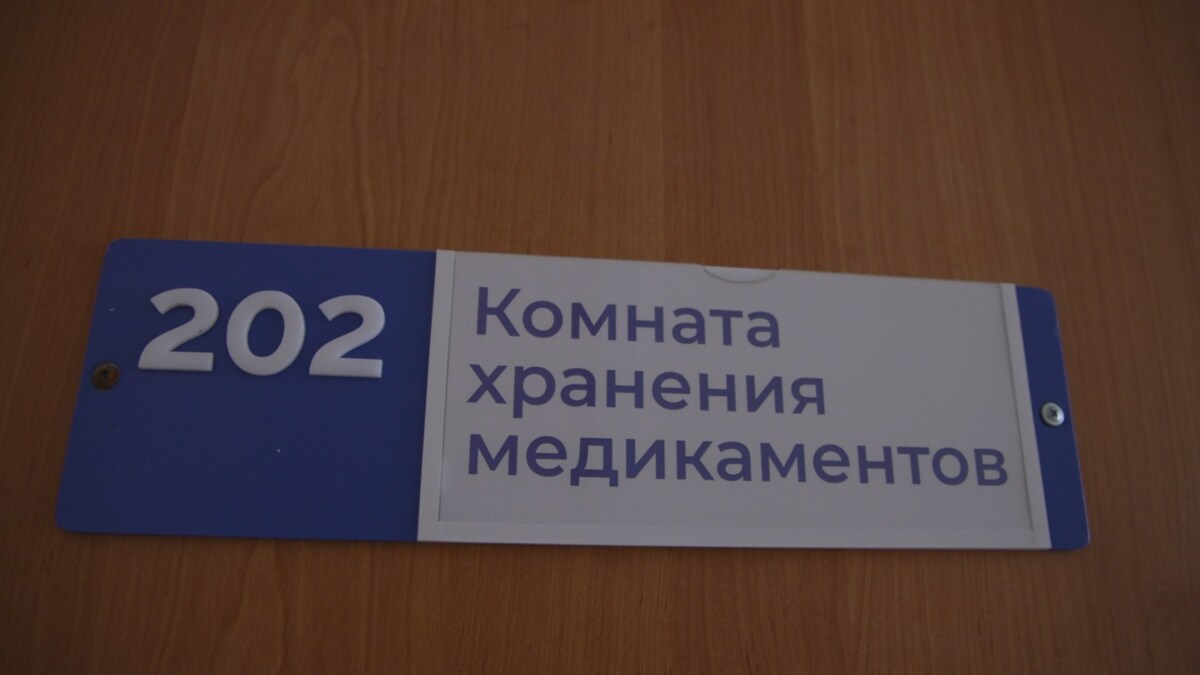 202
Комната
хранения
медикаментов